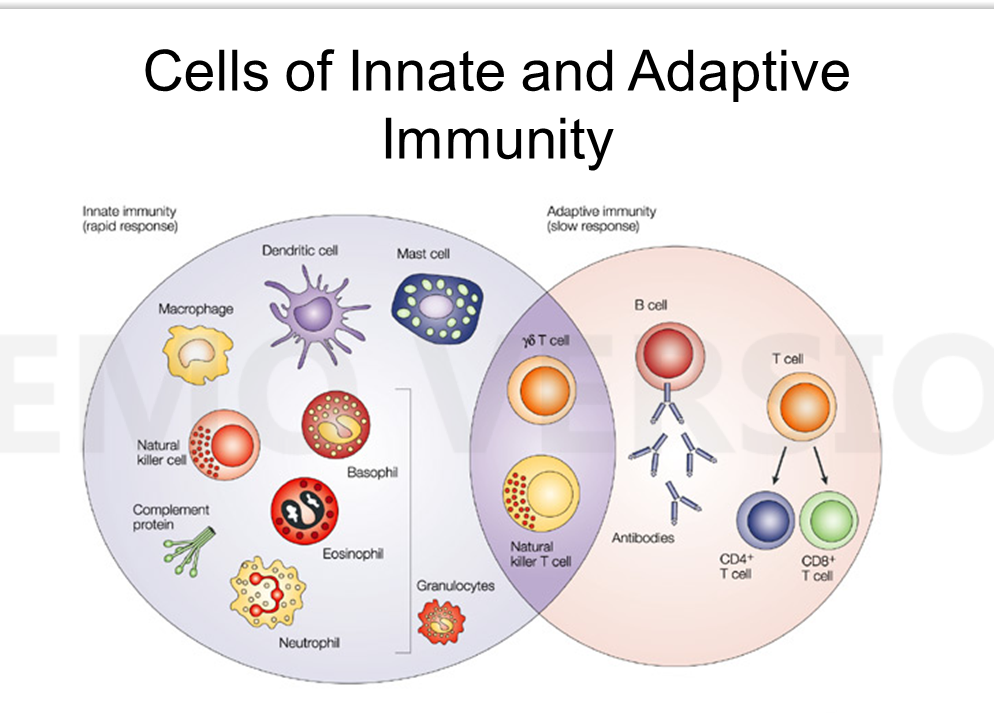 Cells of Innate and Adaptive
Immunity
Innate immunity
(rapid response)
Adaptive immunity
(slow response)
Dendritic cell
Mast cell
Macrophage
B cell
γδ T cell
T cell
Natural
killer cell
Basophil
Complement
protein
Eosinophil
Antibodies
Natural
killer T cell
CD4+
T cell
CD8+
T cell
Granulocytes
Neutrophil
EMO VERSIO